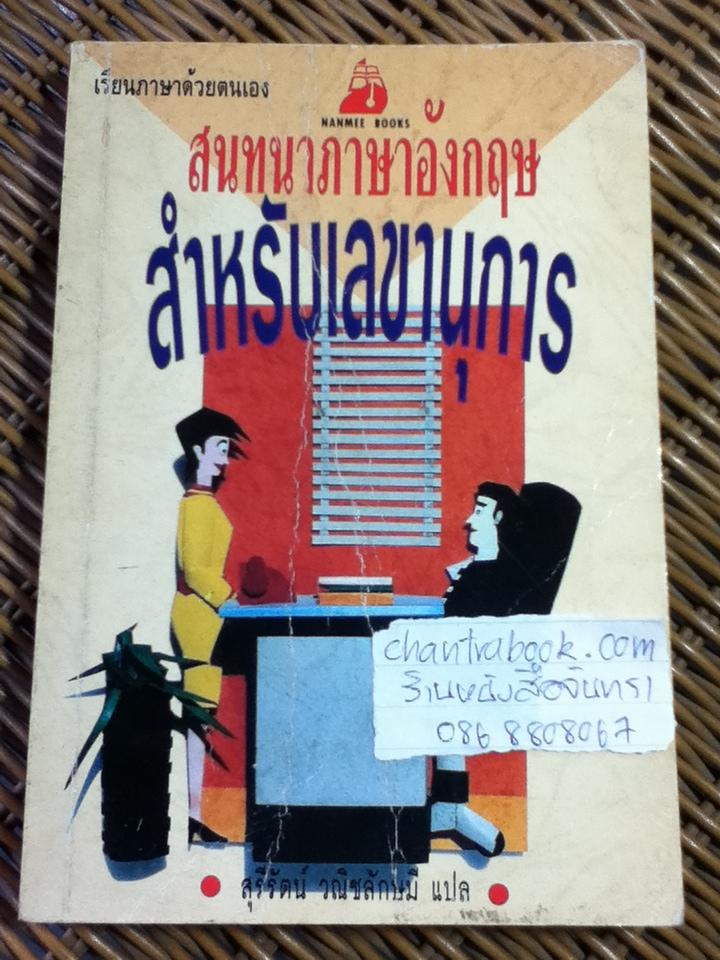 เรียนภาษาด้วยตนเอง
NANMEE BOOKS
สนทนาภาษาอังกฤษ
สำหรับเลขานุการ
chantrabook.com
ร้านหนังสือจันทรา
086 8808067
สุรีรัตน์ วณิชลักษมี แปล